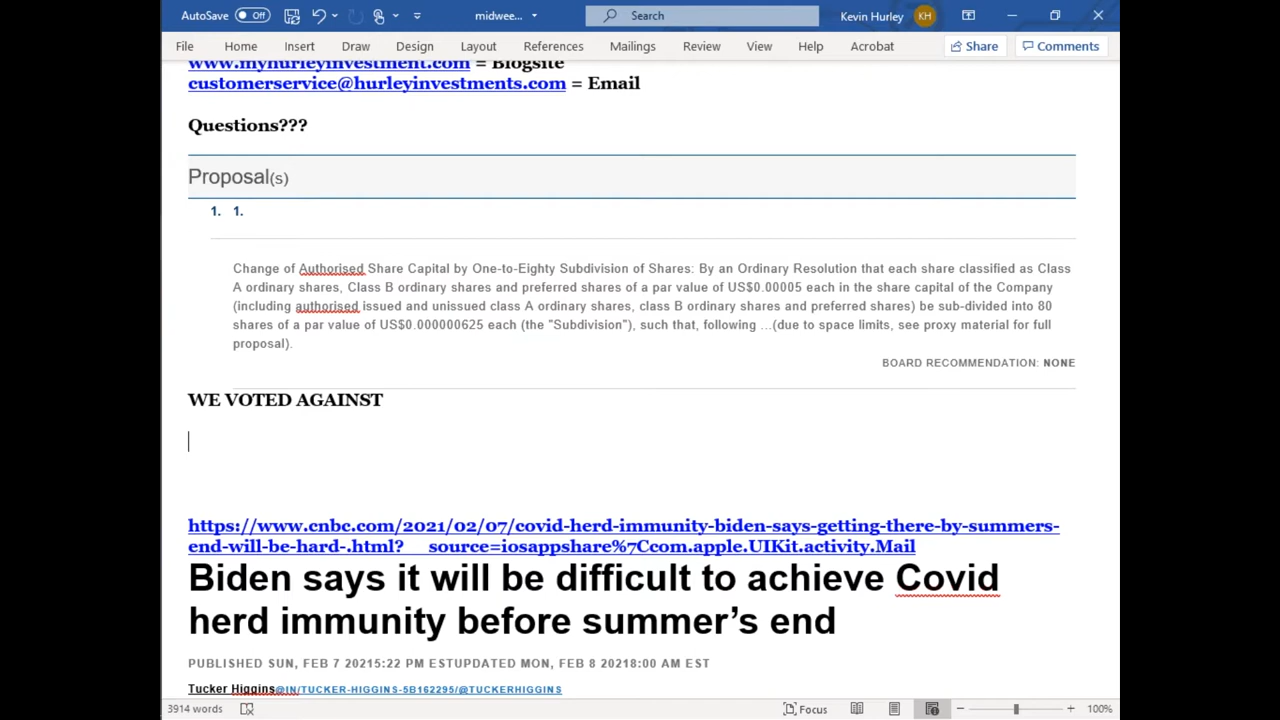 AutoSave Off midwee... Search Kevin Hurley KH
File Home Insert Draw Design Layout References Mailings Review View Help Acrobat Share Comments
www.myhurleyinvestment.com = Blogsite
customerservice@hurleyinvestments.com = Email
Questions???
Proposal(s)
1. 1.
Change of Authorised Share Capital by One-to-Eighty Subdivision of Shares: By an Ordinary Resolution that each share classified as Class
A ordinary shares, Class B ordinary shares and preferred shares of a par value of US$0.00005 each in the share capital of the Company
(including authorised issued and unissued class A ordinary shares, class B ordinary shares and preferred shares) be sub-divided into 80
shares of a par value of US$0.000000625 each (the "Subdivision"), such that, following ...(due to space limits, see proxy material for full
proposal).
BOARD RECOMMENDATION: NONE
WE VOTED AGAINST
https://www.cnbc.com/2021/02/07/covid-herd-immunity-biden-says-getting-there-by-summers-
end-will-be-hard-.html?__source=iosappshare%7Ccom.apple.UIKit.activity.Mail
Biden says it will be difficult to achieve Covid
herd immunity before summer’s end
PUBLISHED SUN, FEB 7 20215:22 PM ESTUPDATED MON, FEB 8 20218:00 AM EST
Tucker Higgins@IN/TUCKER-HIGGINS-5B162295/@TUCKERHIGGINS
3914 words Focus 100%